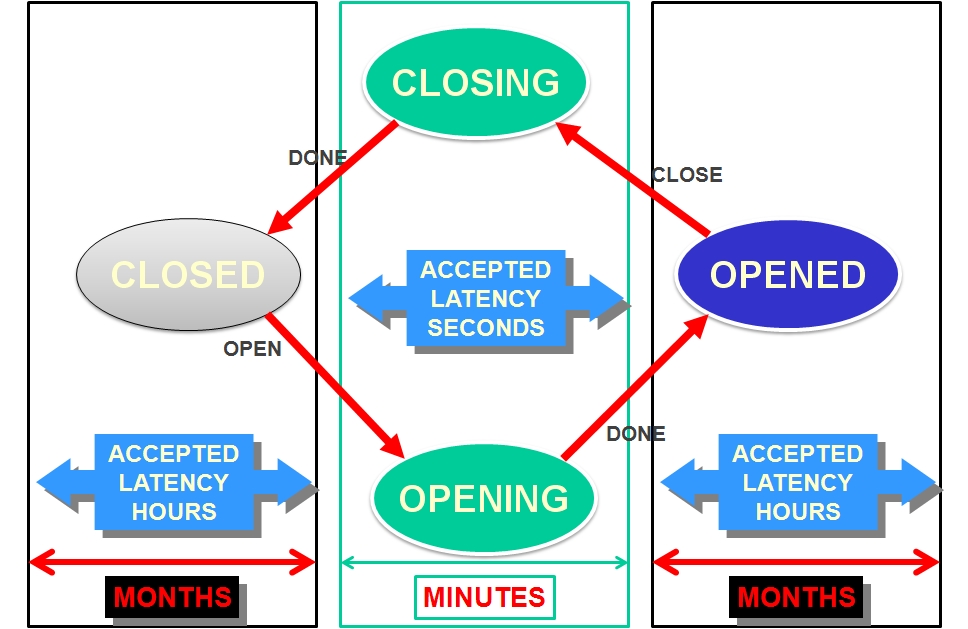 CLOSING
DONE
CLOSE
CLOSED
ACCEPTED
LATENCY
SECONDS
OPENED
OPEN
DONE
ACCEPTED
LATENCY
HOURS
OPENING
ACCEPTED
LATENCY
HOURS
MONTHS
MINUTES
MONTHS